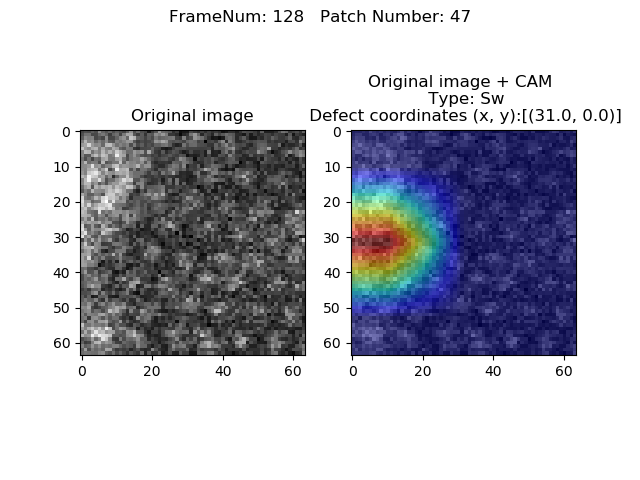 FrameNum: 128   Patch Number: 47
Original image
0
10
20
30
40
50
60
0 20 40 60
Original image + CAM
Type: Sw
Defect coordinates (x, y):[(31.0, 0.0)]
0
10
20
30
40
50
60
0 20 40 60